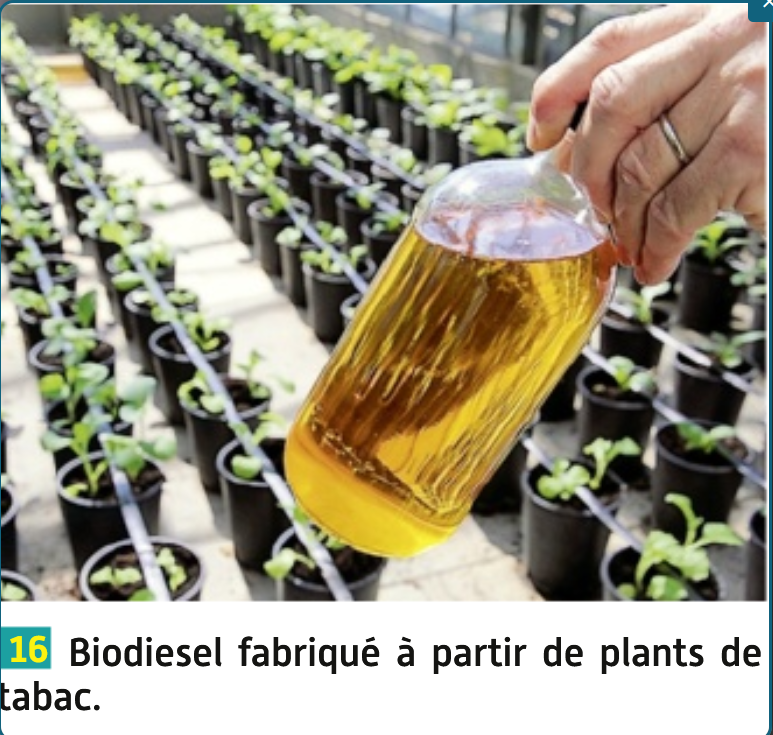 16 Biodiesel fabriqué à partir de plants de
tabac.